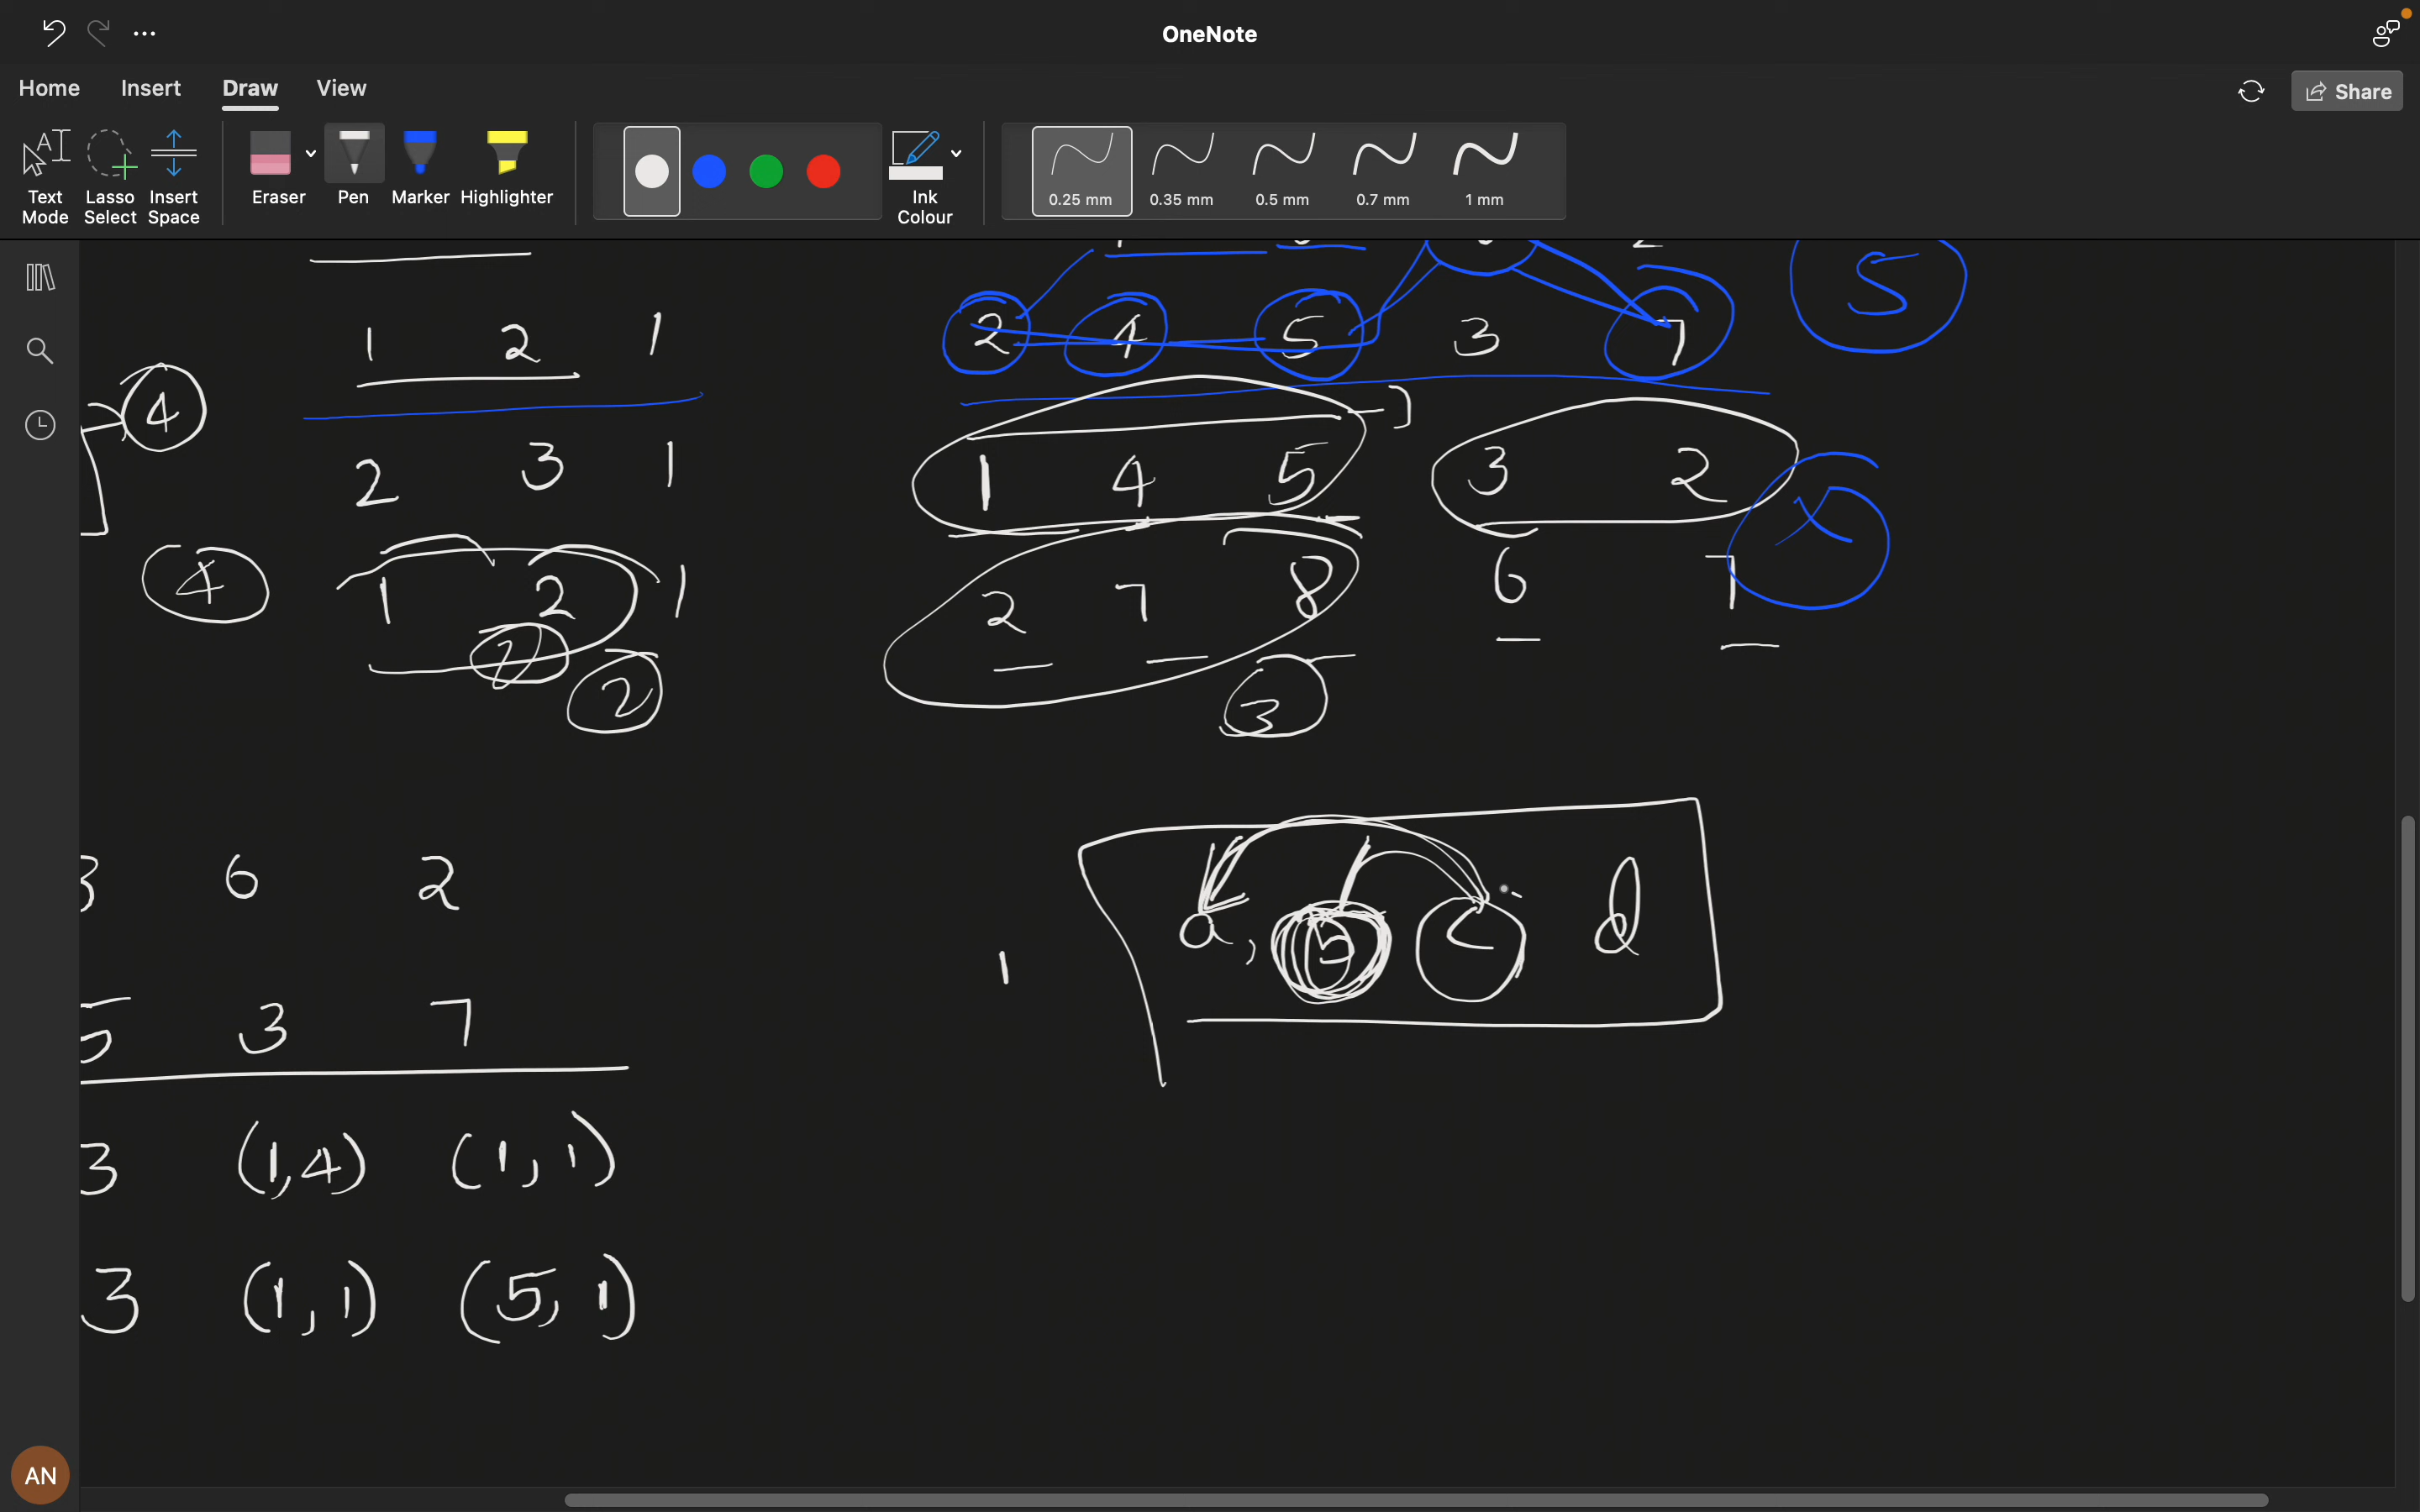 OneNote
Home Insert Draw View
Share
Text Mode
Lasso Select
Insert Space
Eraser
Pen
Marker
Highlighter
Ink Colour
0.25 mm
0.35 mm
0.5 mm
0.7 mm
1 mm
5
1 2 1
2 4 5 3 7
4
2 3 1
1 4 5 3 2
4
1 2 1
2 7 8 6 7
2
2
3
3 6 2
a, b c d
1
5 3 7
3 (1,4) (1,1)
3 (1,1) (5,1)
AN